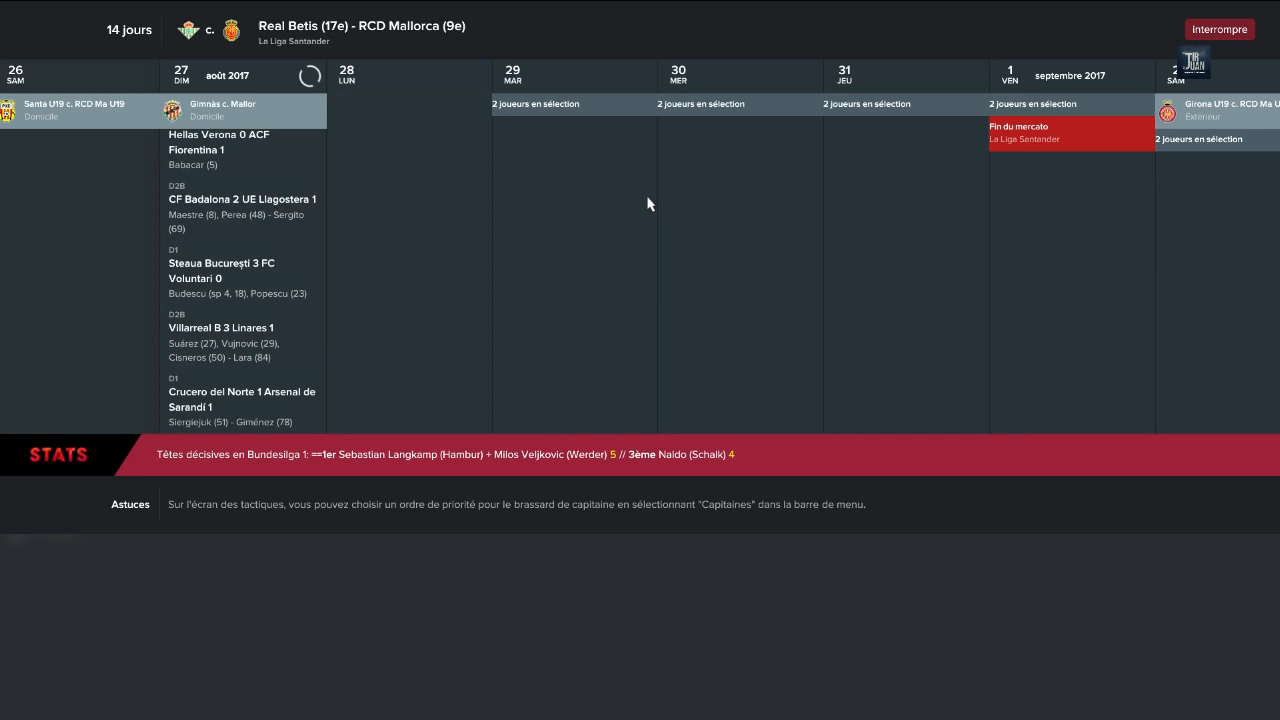 14 jours
c.
Real Betis (17e) - RCD Mallorca (9e)
La Liga Santander
interrompre
26
SAM
27
DIM
août 2017
28
LUN
29
MAR
30
MER
31
JEU
1
VEN
septembre 2017
SAM
TIR
JUAN
Santa U19 c. RCD Ma U19
Domicile
Gimnàs c. Mallor
Domicile
2 joueurs en sélection
2 joueurs en sélection
2 joueurs en sélection
2 joueurs en sélection
Fin du mercato
La Liga Santander
Girona U19 c. RCD Ma U
Extérieur
2 joueurs en sélection
Hellas Verona 0 ACF
Fiorentina 1
Babacar (5)
D2B
CF Badalona 2 UE Llagostera 1
Maestre (8), Perea (48) - Sergito
(69)
D1
Steaua București 3 FC
Voluntari 0
Budescu (sp 4, 18), Popescu (23)
D2B
Villarreal B 3 Linares 1
Suárez (27), Vujnovic (29),
Cisneros (50) - Lara (84)
D1
Crucero del Norte 1 Arsenal de
Sarandí 1
Siergiejuk (51) - Giménez (78)
STATS
Têtes décisives en Bundesilga 1: ==1er Sebastian Langkamp (Hambur) + Milos Veljkovic (Werder) 5 // 3ème Naldo (Schalk) 4
Astuces
Sur l'écran des tactiques, vous pouvez choisir un ordre de priorité pour le brassard de capitaine en sélectionnant "Capitaines" dans la barre de menu.